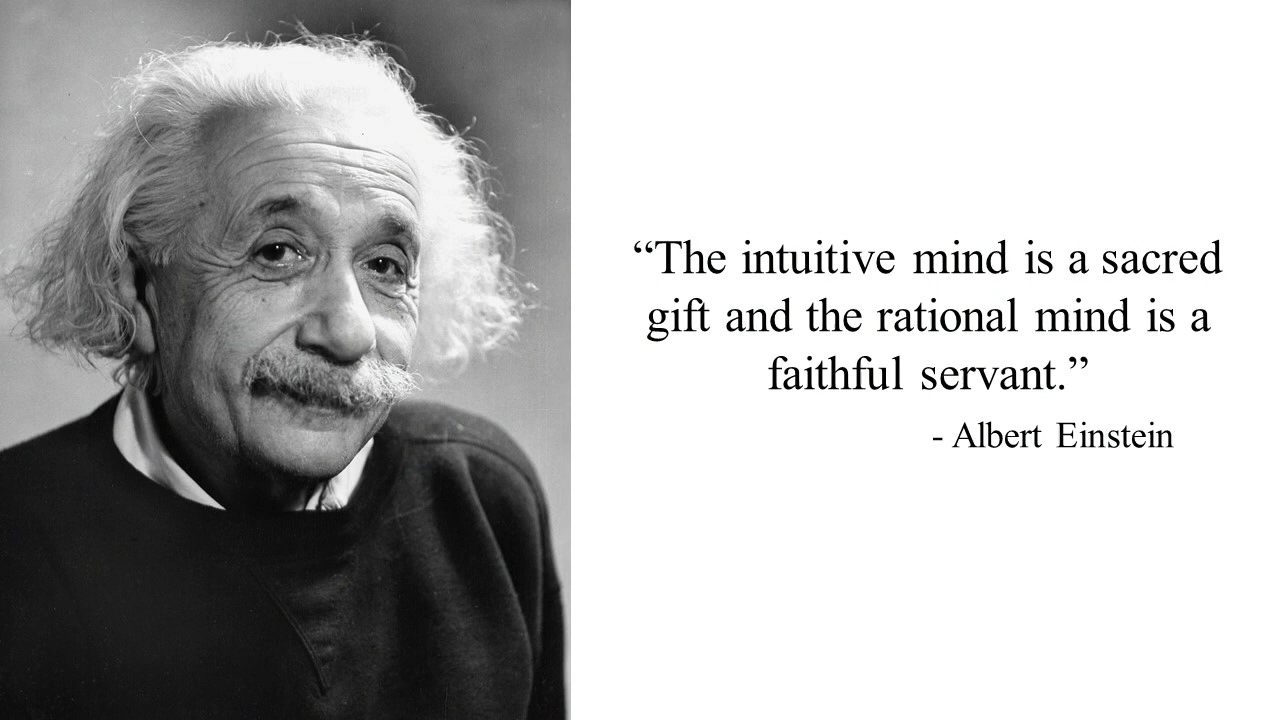 “The intuitive mind is a sacred
gift and the rational mind is a
faithful servant.”
- Albert Einstein